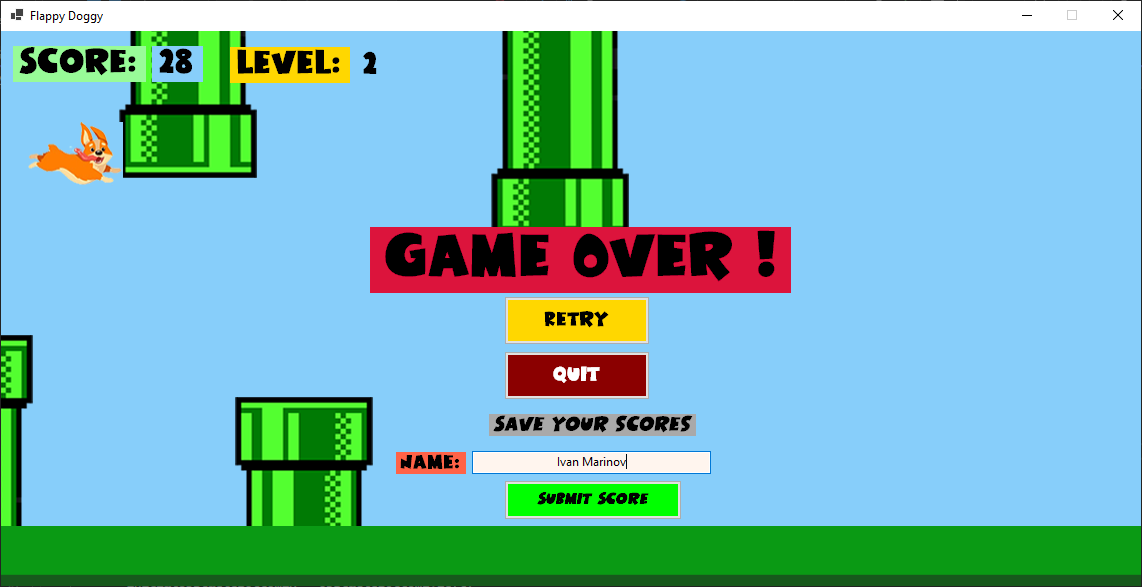 Flappy Doggy
SCORE: 28 LEVEL: 2
GAME OVER !
RETRY
QUIT
SAVE YOUR SCORES
NAME: Ivan Marinov
SUBMIT SCORE